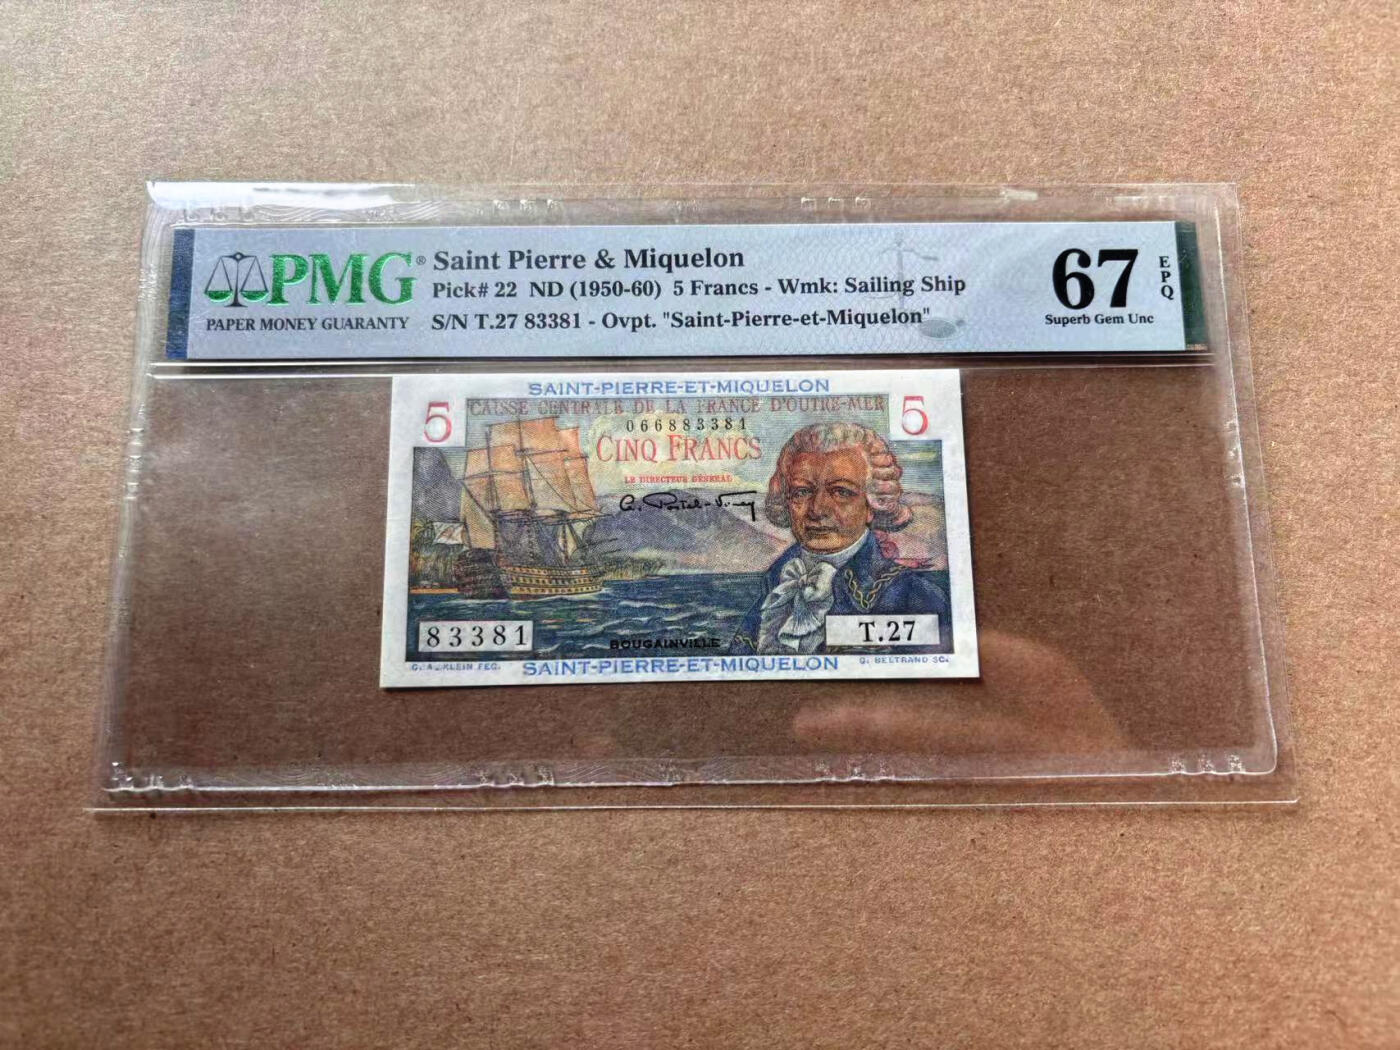 PMG®
PAPER MONEY GUARANTY
Saint Pierre & Miquelon
Pick# 22 ND (1950-60) 5 Francs - Wmk: Sailing Ship
S/N T.27 83381 - Ovpt. "Saint-Pierre-et-Miquelon"
67 EPQ
Superb Gem Unc
SAINT-PIERRE-ET-MIQUELON
5 CAISSE CENTRALE DE LA FRANCE D'OUTRE-MER 5
066883381
CINQ FRANCS
LE DIRECTEUR GÉNÉRAL
83381
BOUGAINVILLE
T.27
SAINT-PIERRE-ET-MIQUELON
G. BELTRAND SC.